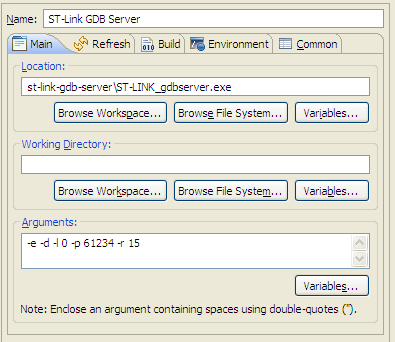 Name: ST-Link GDB Server
Main Refresh Build Environment Common
Location:
st-link-gdb-server\ST-LINK_gdbserver.exe
Browse Workspace... Browse File System... Variables...
Working Directory:
Browse Workspace... Browse File System... Variables...
Arguments:
-e -d -l 0 -p 61234 -r 15
Variables...
Note: Enclose an argument containing spaces using double-quotes (").